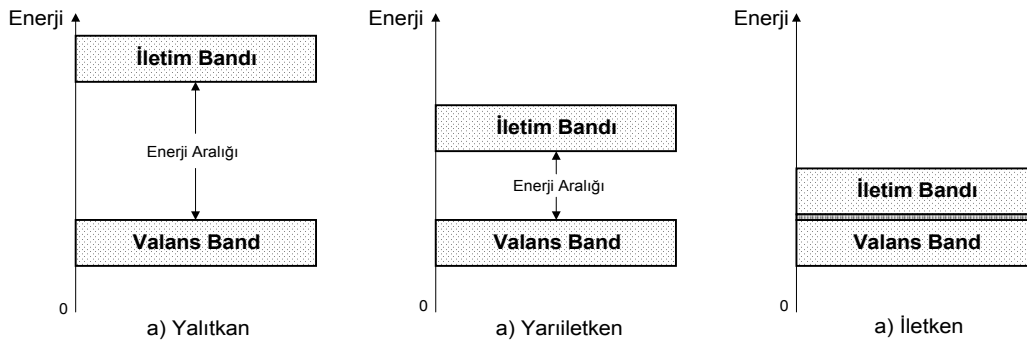 Enerji
İletim Bandı
Enerji Aralığı
Valans Band
0
a) Yalıtkan
Enerji
İletim Bandı
Enerji Aralığı
Valans Band
0
a) Yarıiletken
Enerji
İletim Bandı
Valans Band
0
a) İletken